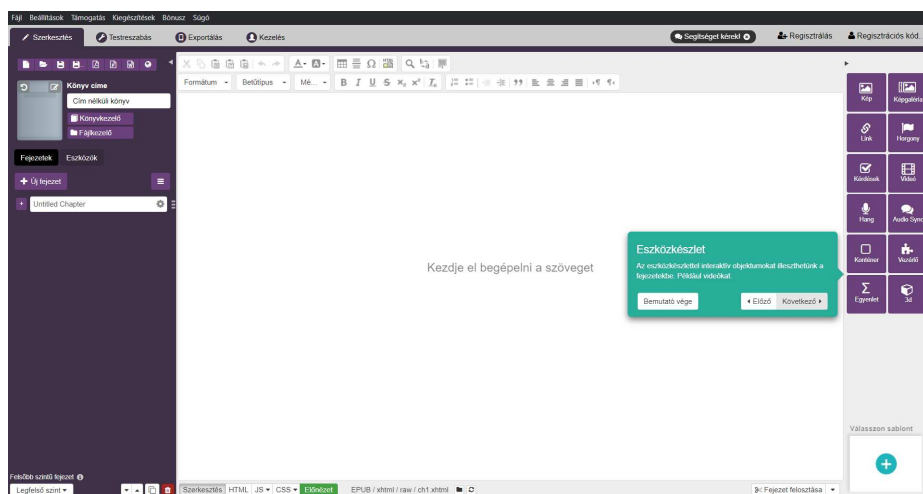 Fájl Beállítások Támogatás Kiegészítések Bónusz Súgó
Szerkesztés Testreszabás Exportálás Kezelés Segítséget kérek! Regisztrálás Regisztrációs kód..
Könyv címe
Cím nélküli könyv
Könyvkezelő
Fájlkezelő
Fejezetek Eszközök
Új fejezet
Untitled Chapter
Formátum Betűtípus Mé...
Kezdje el begépelni a szöveget
Eszközkészlet
Az eszközkészlettel interaktív objektumokat illeszthetünk a
fejezetekbe. Például videókat.
Bemutató vége Előző Következő
Kép Képgaléria
Link Horgony
Kérdések Videó
Hang Audio Sync
Konténer Vezérlő
Egyenlet 3d
Válasszon sablont
Felsőbb szintű fejezet
Legfelső szint
Szerkesztés HTML JS CSS Előnézet EPUB / xhtml / raw / ch1.xhtml Fejezet felosztása